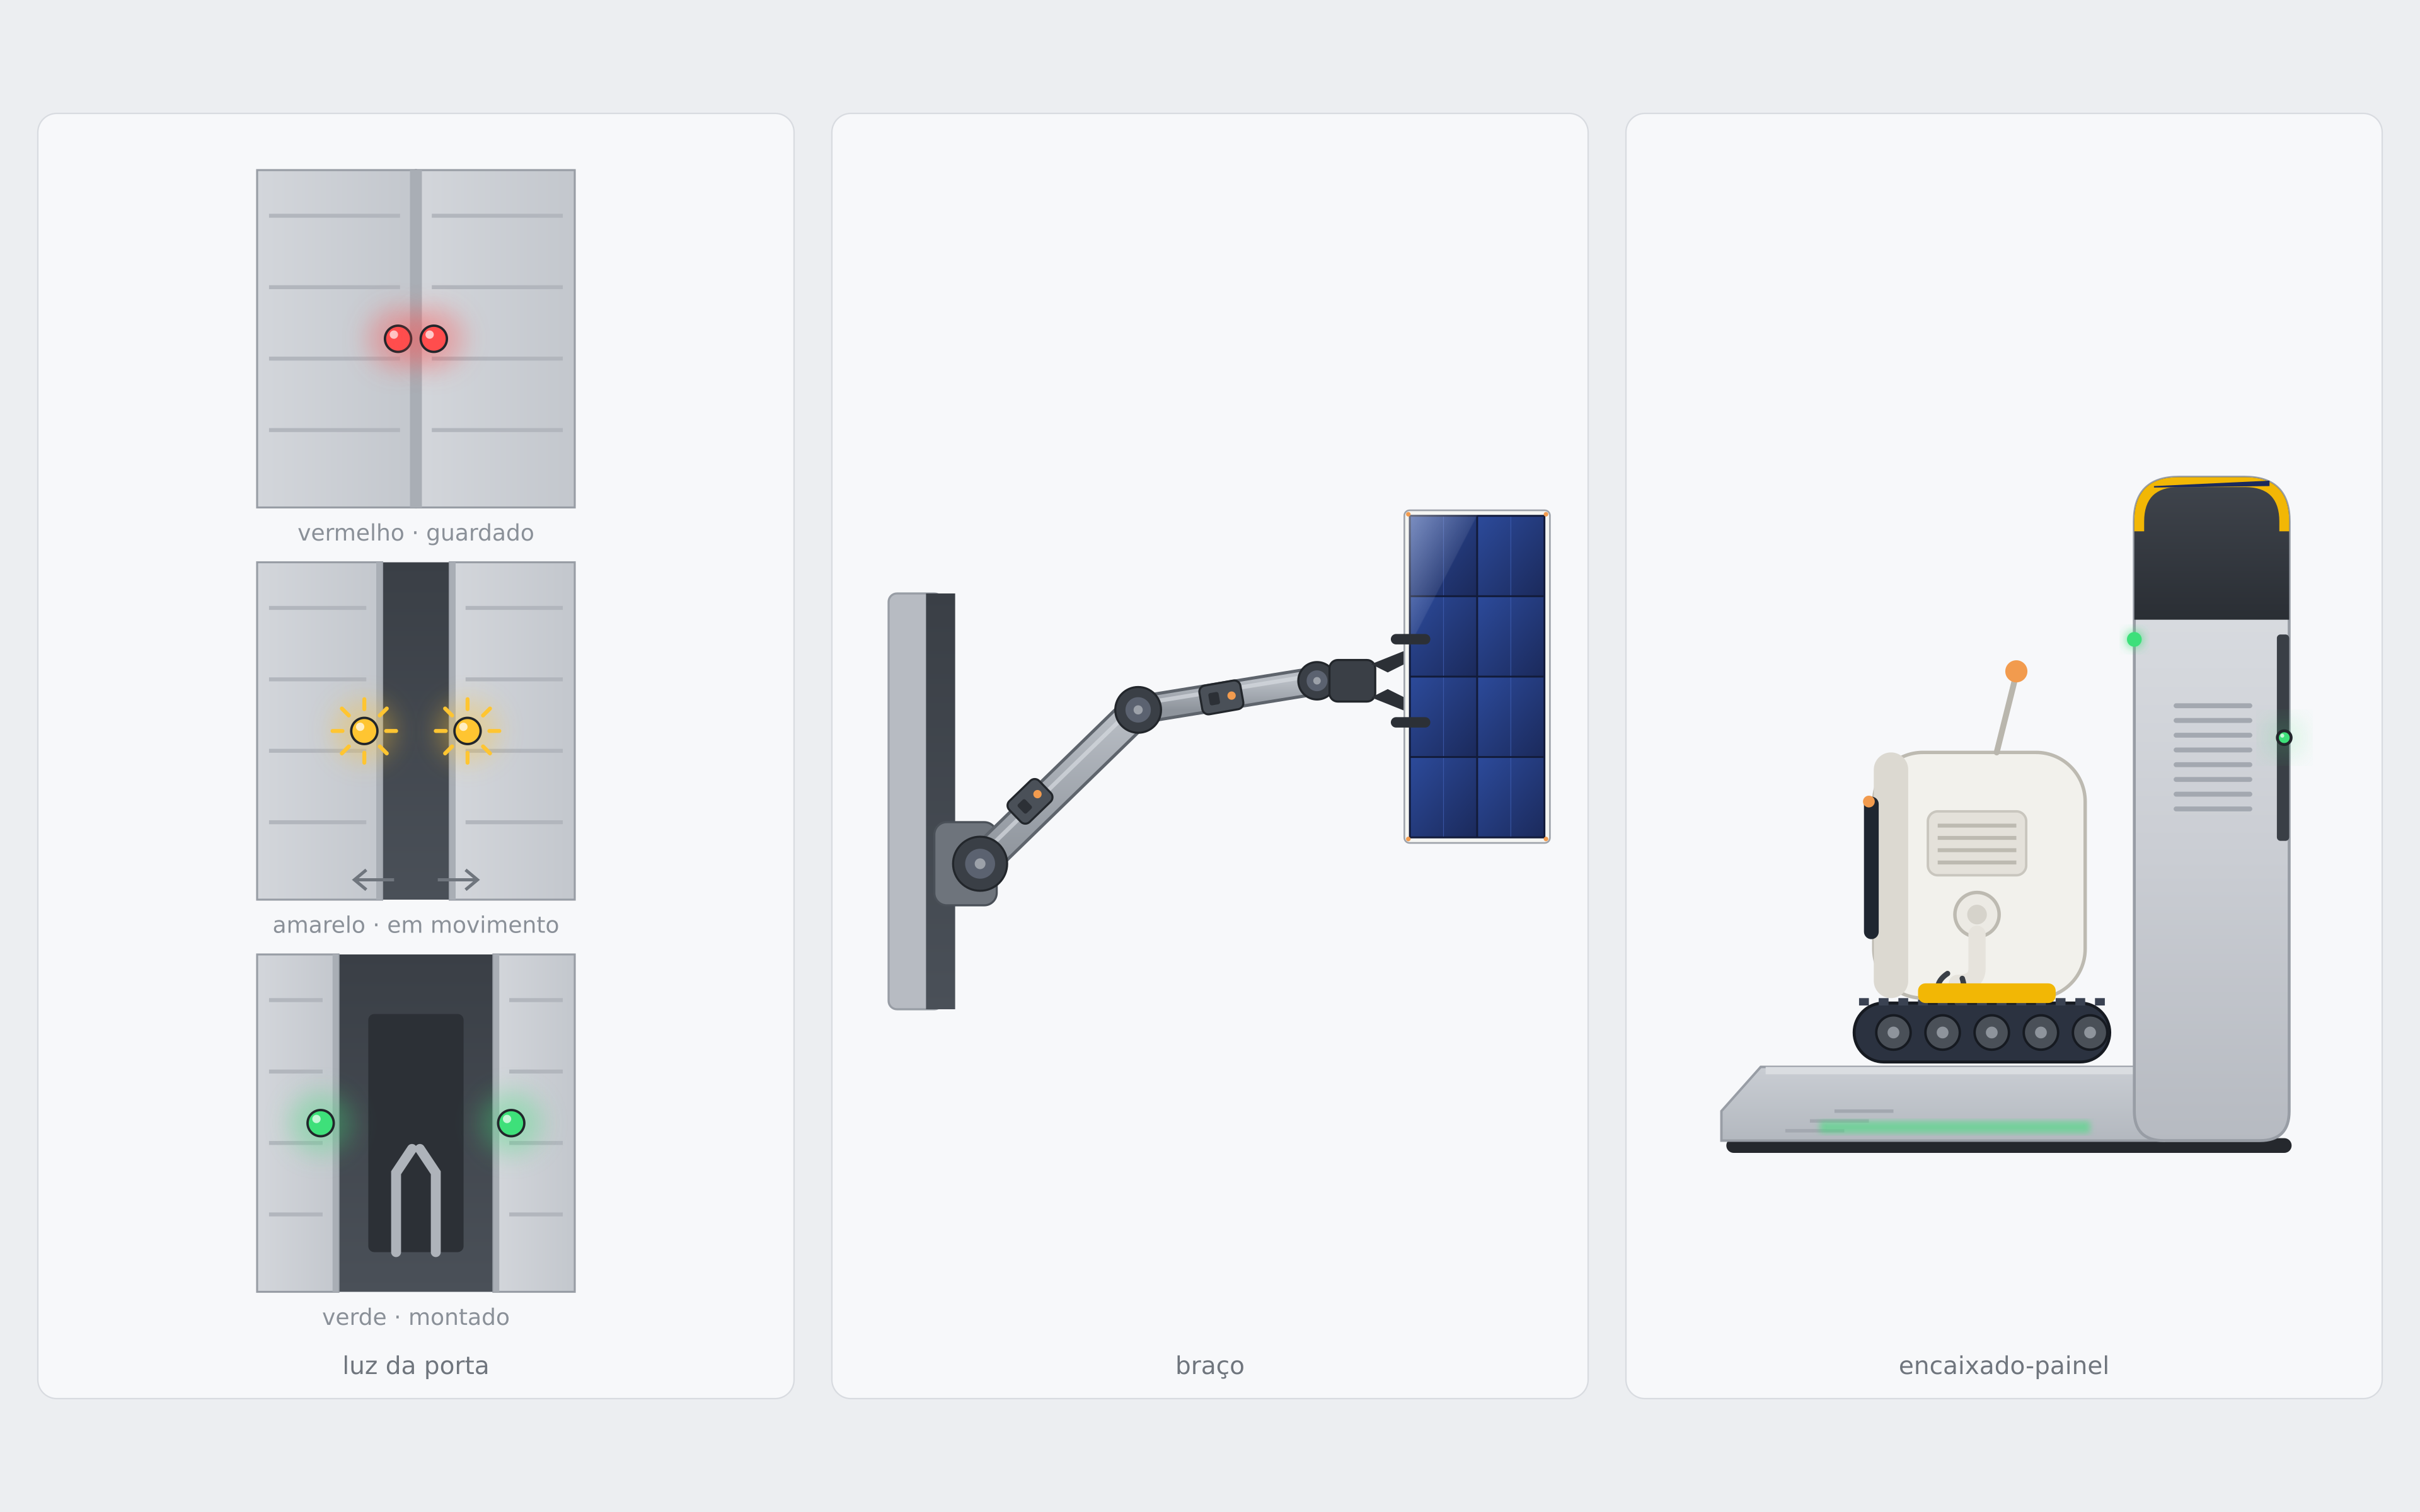 vermelho · guardado
amarelo · em movimento
verde · montado
luz da porta
braço
encaixado-painel